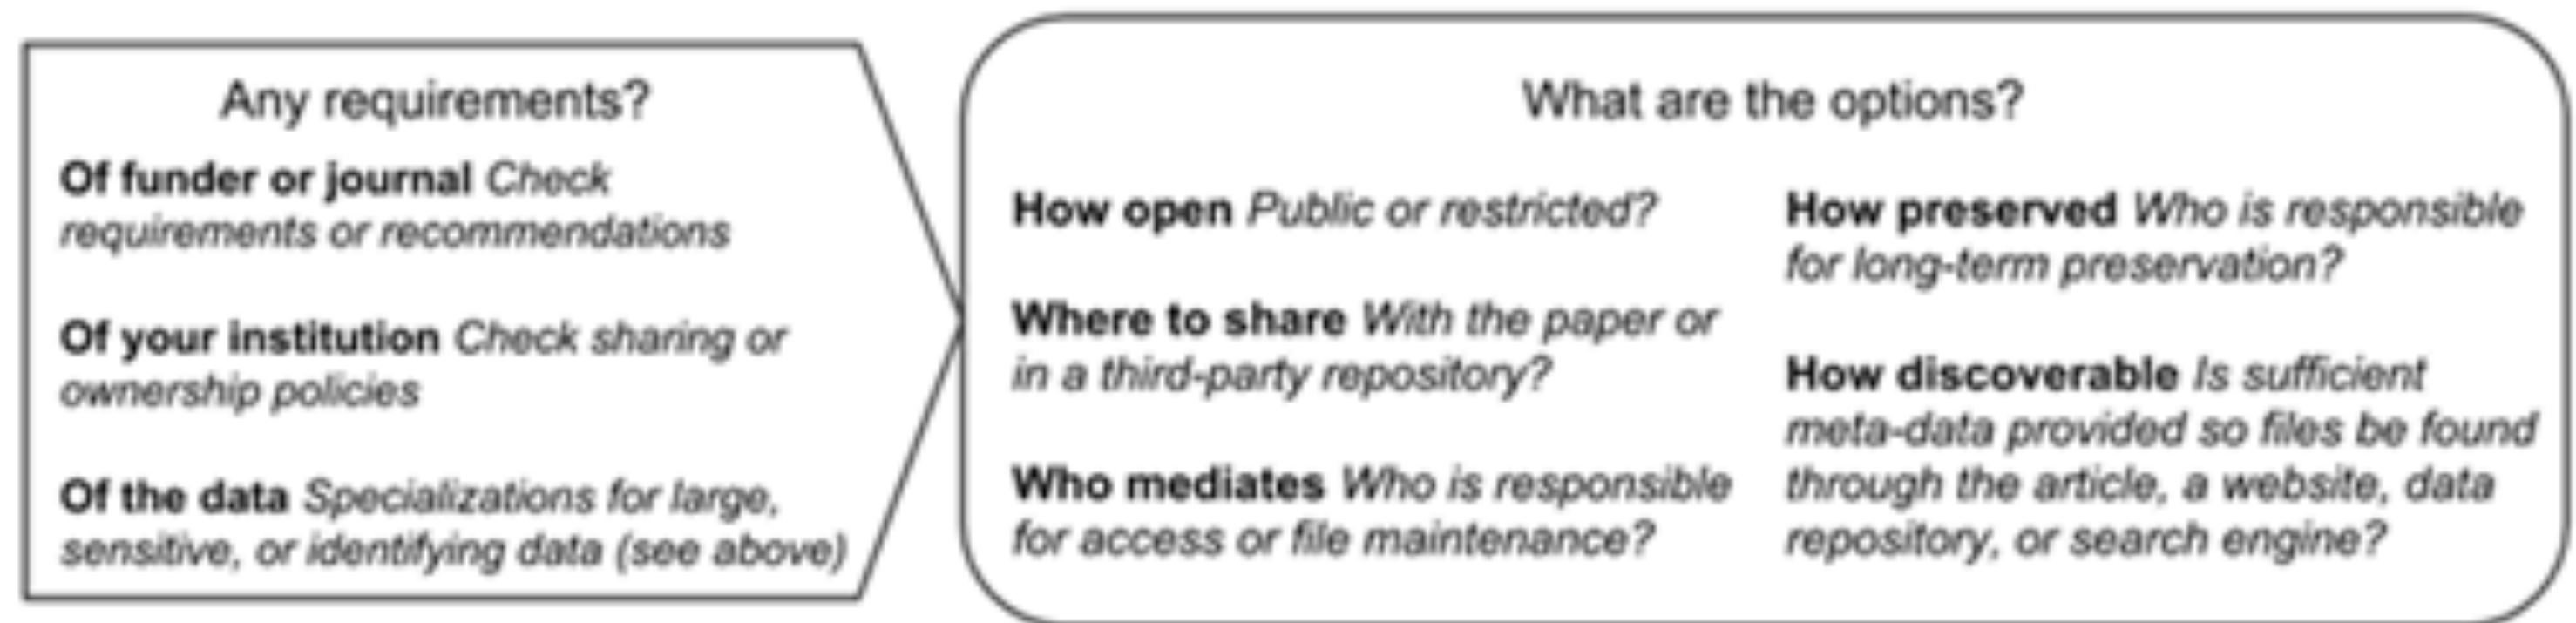 Any requirements?
Of funder or journal Check
requirements or recommendations
Of your institution Check sharing or
ownership policies
Of the data Specializations for large,
sensitive, or identifying data (see above)
What are the options?
How open Public or restricted?
Where to share With the paper or
in a third-party repository?
Who mediates Who is responsible
for access or file maintenance?
How preserved Who is responsible
for long-term preservation?
How discoverable Is sufficient
meta-data provided so files be found
through the article, a website, data
repository, or search engine?